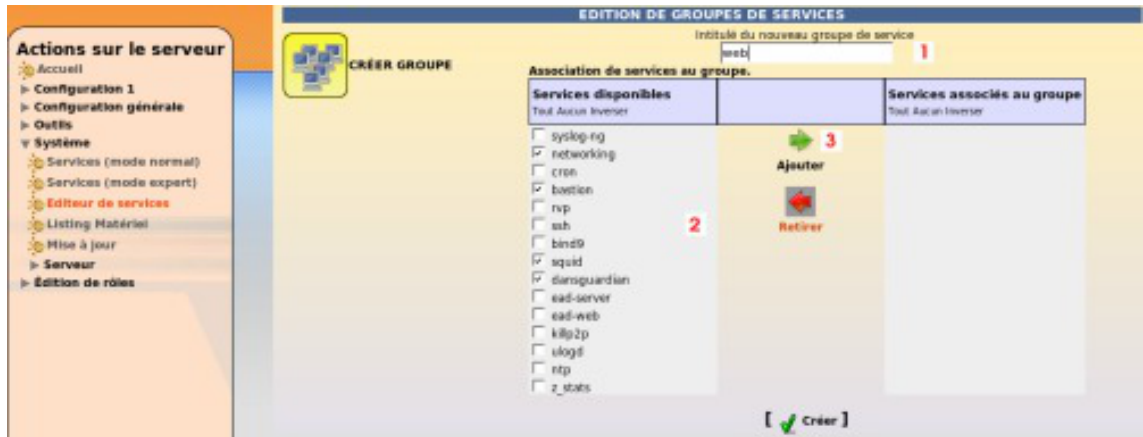 EDITION DE GROUPES DE SERVICES
Actions sur le serveur
Accueil
Configuration 1
Configuration générale
Outils
Système
Services (mode normal)
Services (mode expert)
Editeur de services
Listing Matériel
Mise à jour
Serveur
Édition de rôles
CRÉER GROUPE
Intitulé du nouveau groupe de service
web
1
Association de services au groupe.
Services disponibles
Tout Aucun Inverser
Services associés au groupe
Tout Aucun Inverser
syslog-ng
networking
cron
bastion
rvp
ssh
bind9
squid
dansguardian
ead-server
ead-web
killp2p
ulogd
ntp
z_stats
2
3
Ajouter
Retirer
[ Créer ]